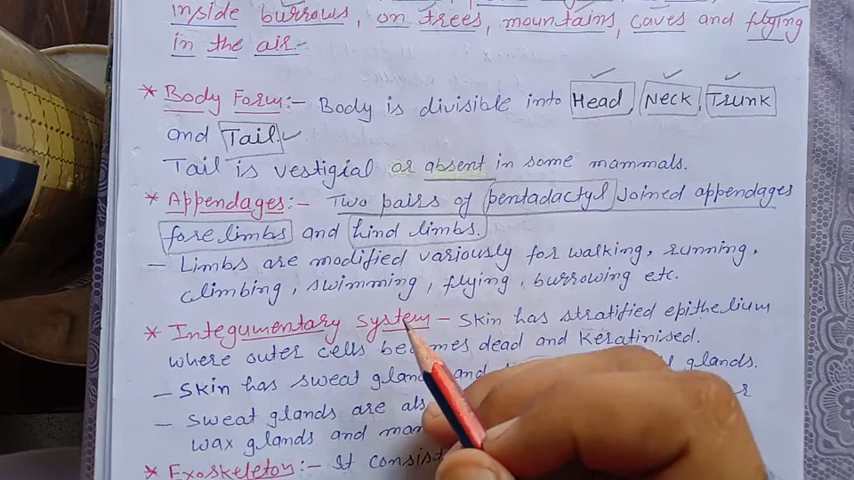 inside burrows, on trees, mountains, caves and flying
in the air.
* Body Form:- Body is divisible into Head, Neck, Trunk
and Tail.
Tail is vestigial or absent in some mammals.
* Appendages:- Two pairs of pentadactyl joined appendages
forelimbs and hind limbs.
- Limbs are modified variously for walking, running,
climbing, swimming, flying, burrowing etc.
* Integumentary system - Skin has stratified epithelium
where outer cells becomes dead and keratinised.
- Skin has sweat gland and glands.
- Sweat glands are als
wax glands and mam
* Exoskeleton:- It consist